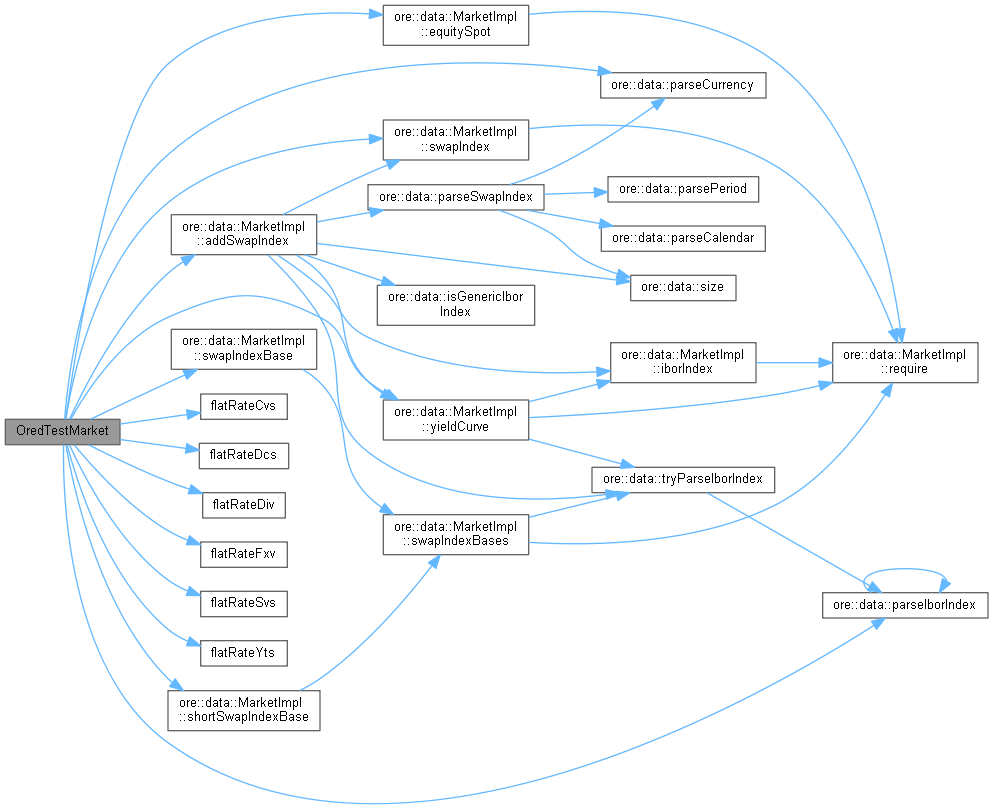 ore::data::MarketImpl
::equitySpot
ore::data::parseCurrency
ore::data::MarketImpl
::swapIndex
ore::data::parseSwapIndex
ore::data::parsePeriod
ore::data::MarketImpl
::addSwapIndex
ore::data::parseCalendar
ore::data::size
ore::data::isGenericIbor
Index
ore::data::MarketImpl
::swapIndexBase
ore::data::MarketImpl
::iborIndex
ore::data::MarketImpl
::require
flatRateCvs
ore::data::MarketImpl
::yieldCurve
OredTestMarket
flatRateDcs
ore::data::tryParseIborIndex
flatRateDiv
ore::data::MarketImpl
::swapIndexBases
flatRateFxv
flatRateSvs
ore::data::parseIborIndex
flatRateYts
ore::data::MarketImpl
::shortSwapIndexBase